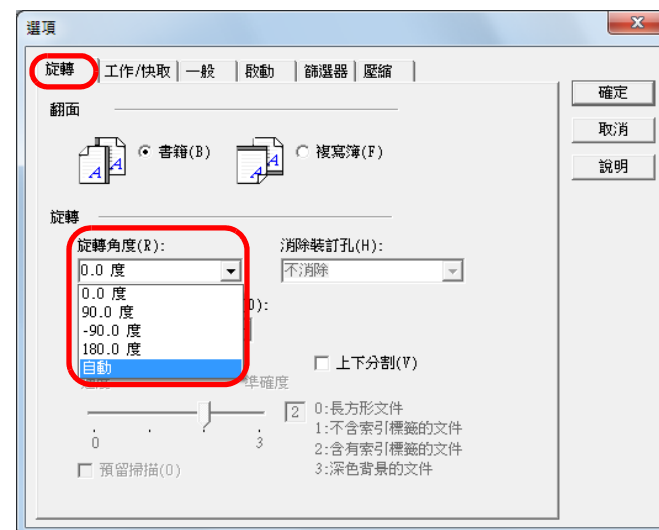 選項
旋轉 工作/快取 一般 啟動 篩選器 壓縮
確定
取消
說明
翻面
書籍(B) 複寫簿(F)
旋轉
旋轉角度(R): 消除裝訂孔(H):
0.0 度 不消除
0.0 度
90.0 度
-90.0 度
180.0 度
自動
上下分割(V)
準確度
2
0 3
0:長方形文件
1:不含索引標籤的文件
2:含有索引標籤的文件
3:深色背景的文件
預留掃描(O)